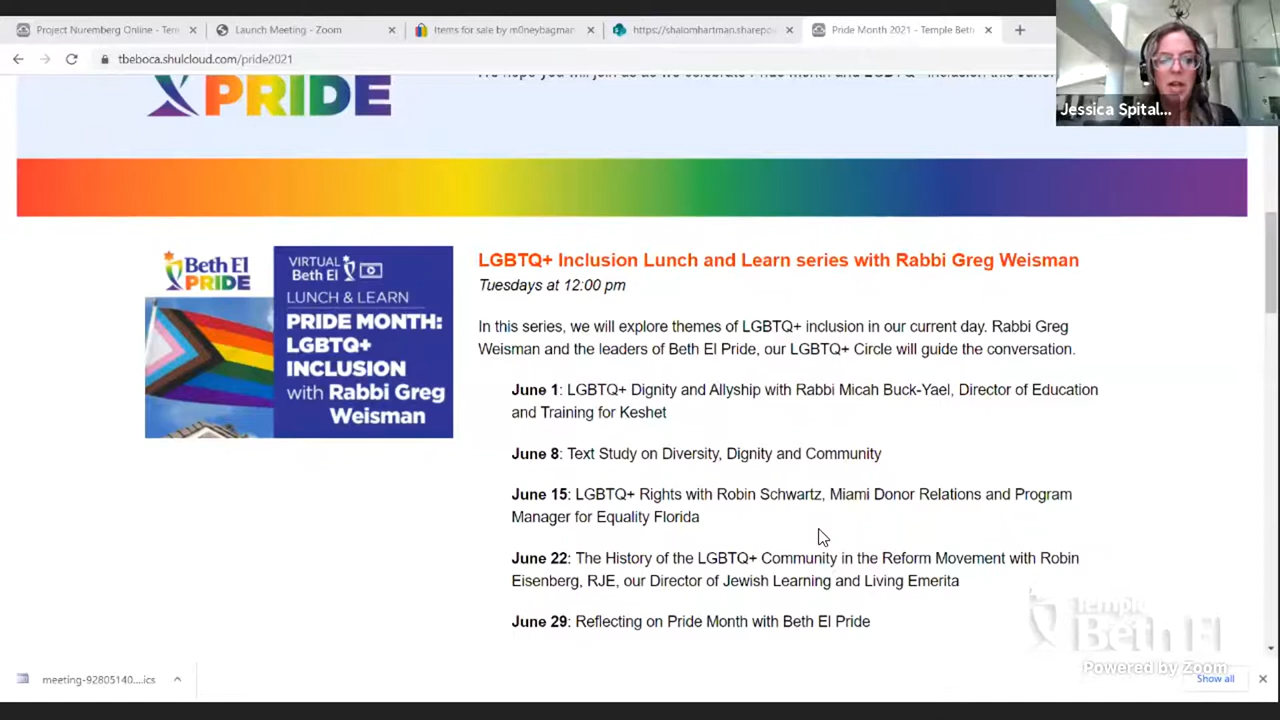 Project Nuremberg Online - Tem
Launch Meeting - Zoom
Items for sale by m0neybagman
https://shalomhartman.sharepo
Pride Month 2021 - Temple Beth
tbeboca.shulcloud.com/pride2021
Jessica Spital...
PRIDE
Beth El
PRIDE
VIRTUAL
Beth El
LUNCH & LEARN
PRIDE MONTH:
LGBTQ+
INCLUSION
with Rabbi Greg
Weisman
LGBTQ+ Inclusion Lunch and Learn series with Rabbi Greg Weisman
Tuesdays at 12:00 pm
In this series, we will explore themes of LGBTQ+ inclusion in our current day. Rabbi Greg
Weisman and the leaders of Beth El Pride, our LGBTQ+ Circle will guide the conversation.
June 1: LGBTQ+ Dignity and Allyship with Rabbi Micah Buck-Yael, Director of Education
and Training for Keshet
June 8: Text Study on Diversity, Dignity and Community
June 15: LGBTQ+ Rights with Robin Schwartz, Miami Donor Relations and Program
Manager for Equality Florida
June 22: The History of the LGBTQ+ Community in the Reform Movement with Robin
Eisenberg, RJE, our Director of Jewish Learning and Living Emerita
June 29: Reflecting on Pride Month with Beth El Pride
Temple
Beth El
Powered by Zoom
meeting-92805140....ics
Show all